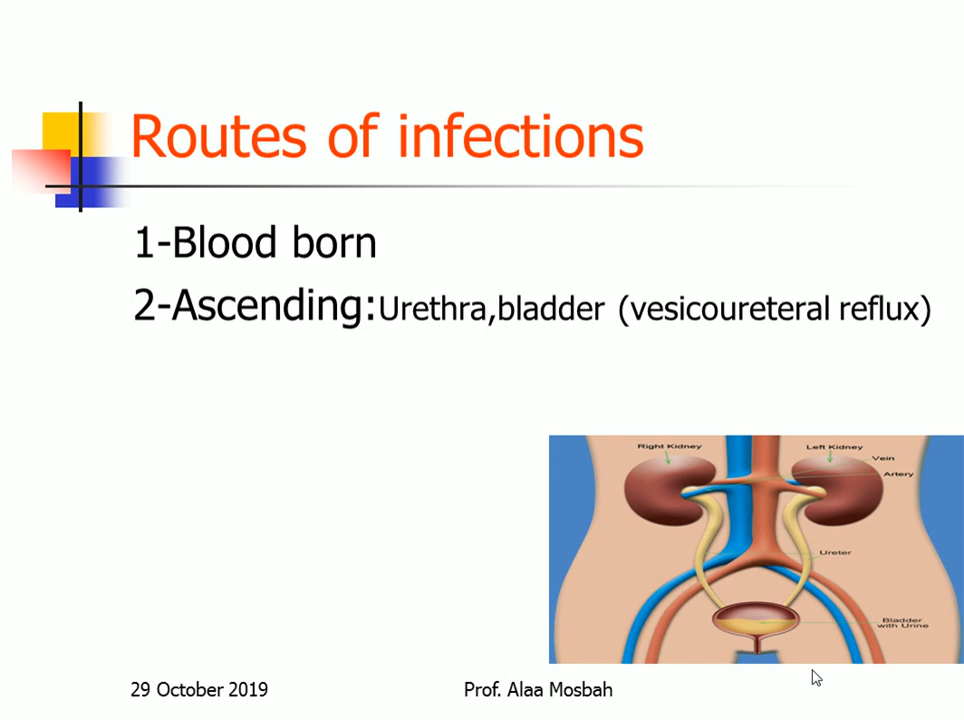 Routes of infections
1-Blood born
2-Ascending:Urethra,bladder (vesicoureteral reflux)
Right Kidney
Left Kidney
Vein
Artery
Ureter
Bladder
with Urine
29 October 2019
Prof. Alaa Mosbah